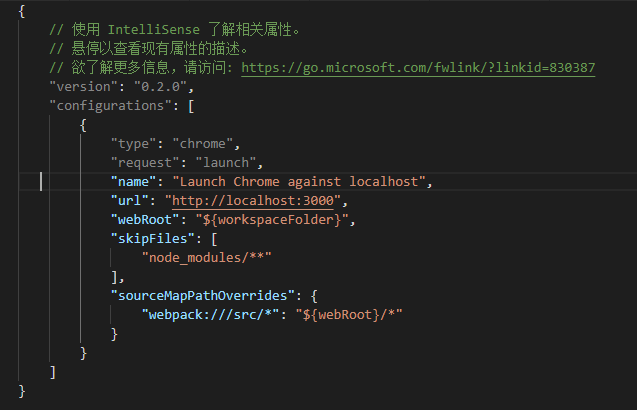 {
// 使用 IntelliSense 了解相关属性。
// 悬停以查看现有属性的描述。
// 欲了解更多信息，请访问: https://go.microsoft.com/fwlink/?linkid=830387
"version": "0.2.0",
"configurations": [
{
"type": "chrome",
"request": "launch",
"name": "Launch Chrome against localhost",
"url": "http://localhost:3000",
"webRoot": "${workspaceFolder}",
"skipFiles": [
"node_modules/**"
],
"sourceMapPathOverrides": {
"webpack:///src/*": "${webRoot}/*"
}
}
]
}